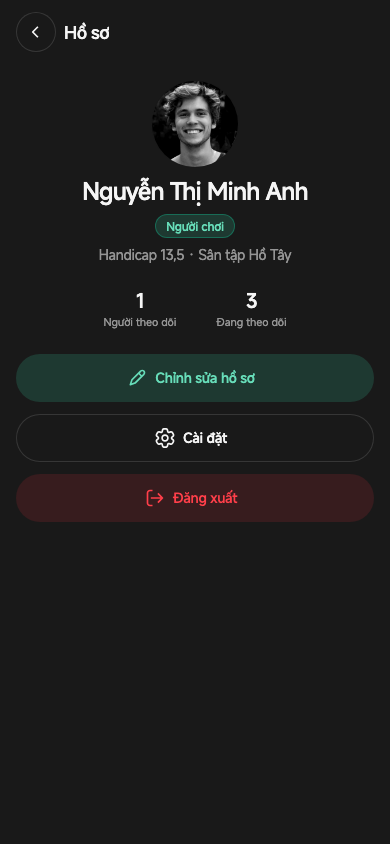 Hồ sơ
Nguyễn Thị Minh Anh
Người chơi
Handicap 13,5 · Sân tập Hồ Tây
1
Người theo dõi
3
Đang theo dõi
Chỉnh sửa hồ sơ
Cài đặt
Đăng xuất